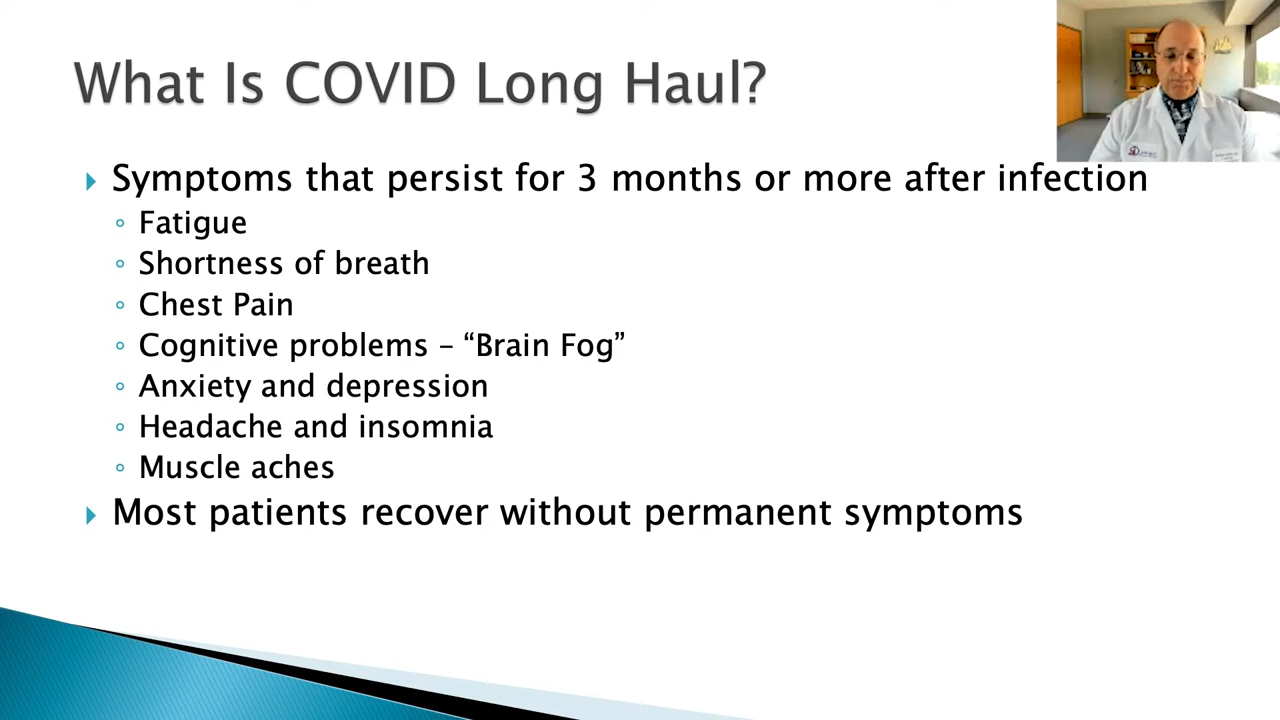 What Is COVID Long Haul?
Symptoms that persist for 3 months or more after infection
Fatigue
Shortness of breath
Chest Pain
Cognitive problems – “Brain Fog”
Anxiety and depression
Headache and insomnia
Muscle aches
Most patients recover without permanent symptoms